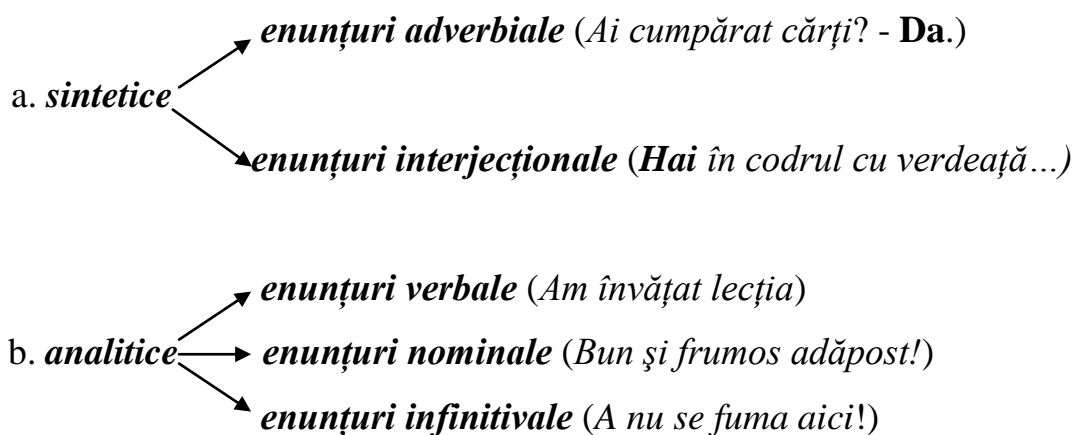 enunțuri adverbiale (Ai cumpărat cărți? - Da.)
a. sintetice
enunțuri interjecționale (Hai în codrul cu verdeață…)
enunțuri verbale (Am învățat lecția)
b. analitice enunțuri nominale (Bun şi frumos adăpost!)
enunțuri infinitivale (A nu se fuma aici!)